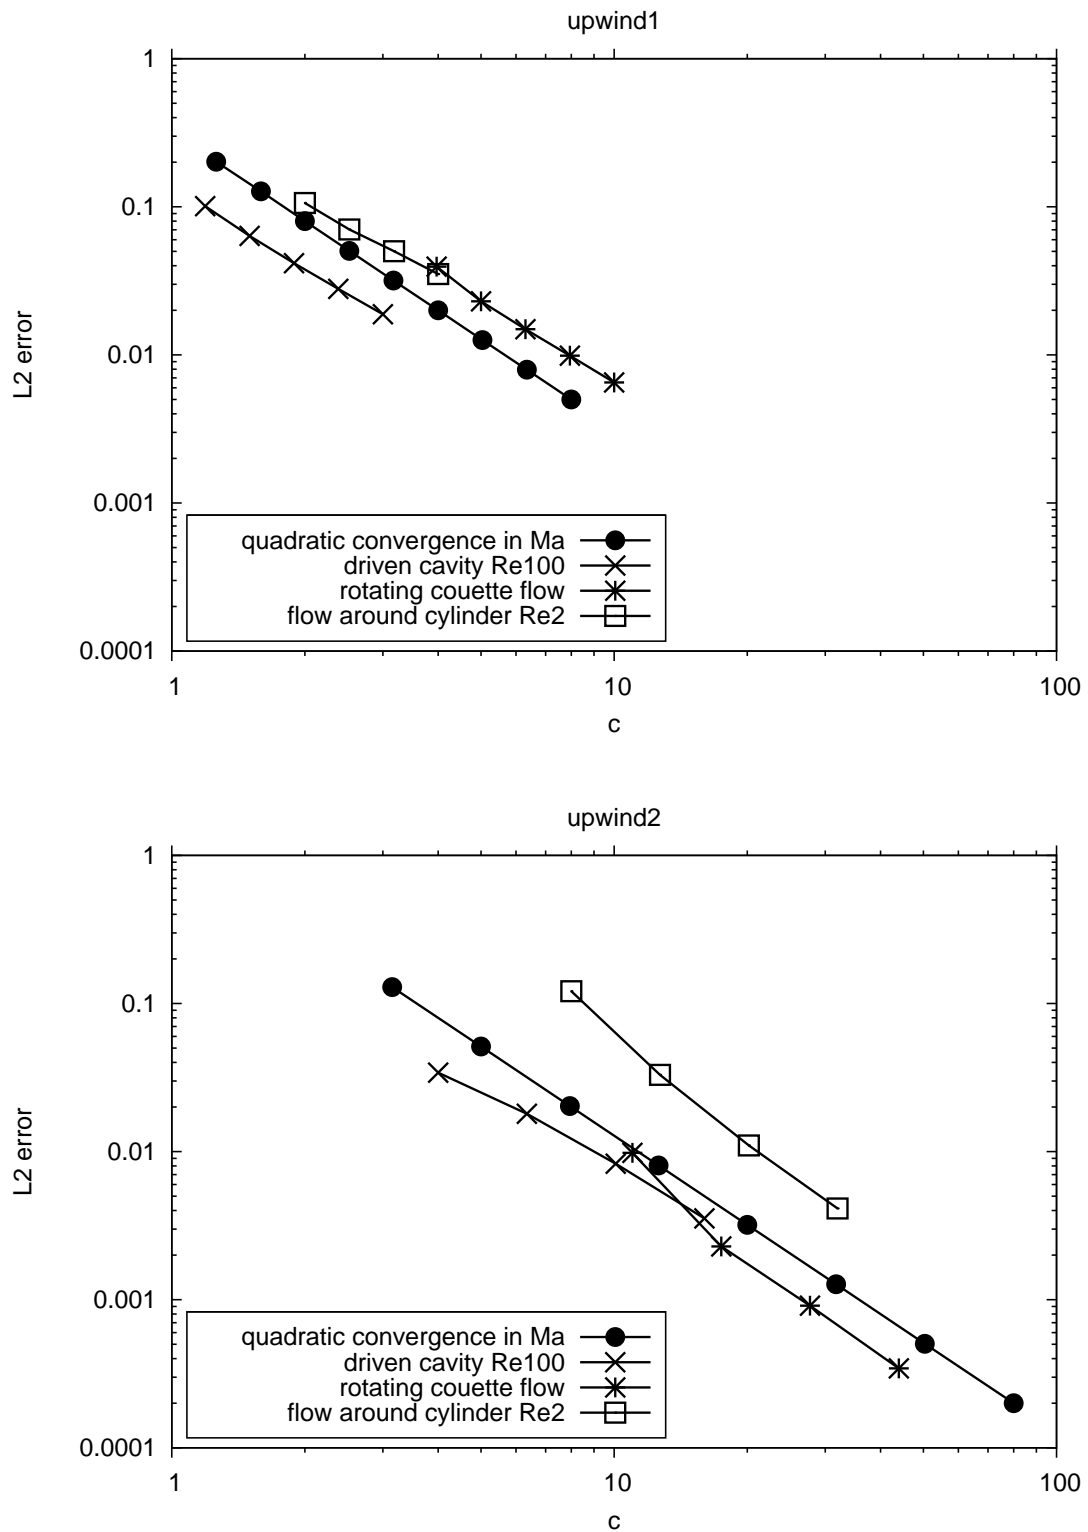 upwind1
1
0.1
0.01
0.001
0.0001
L2 error
quadratic convergence in Ma
driven cavity Re100
rotating couette flow
flow around cylinder Re2
1 10 100
c
upwind2
1
0.1
0.01
0.001
0.0001
L2 error
quadratic convergence in Ma
driven cavity Re100
rotating couette flow
flow around cylinder Re2
1 10 100
c